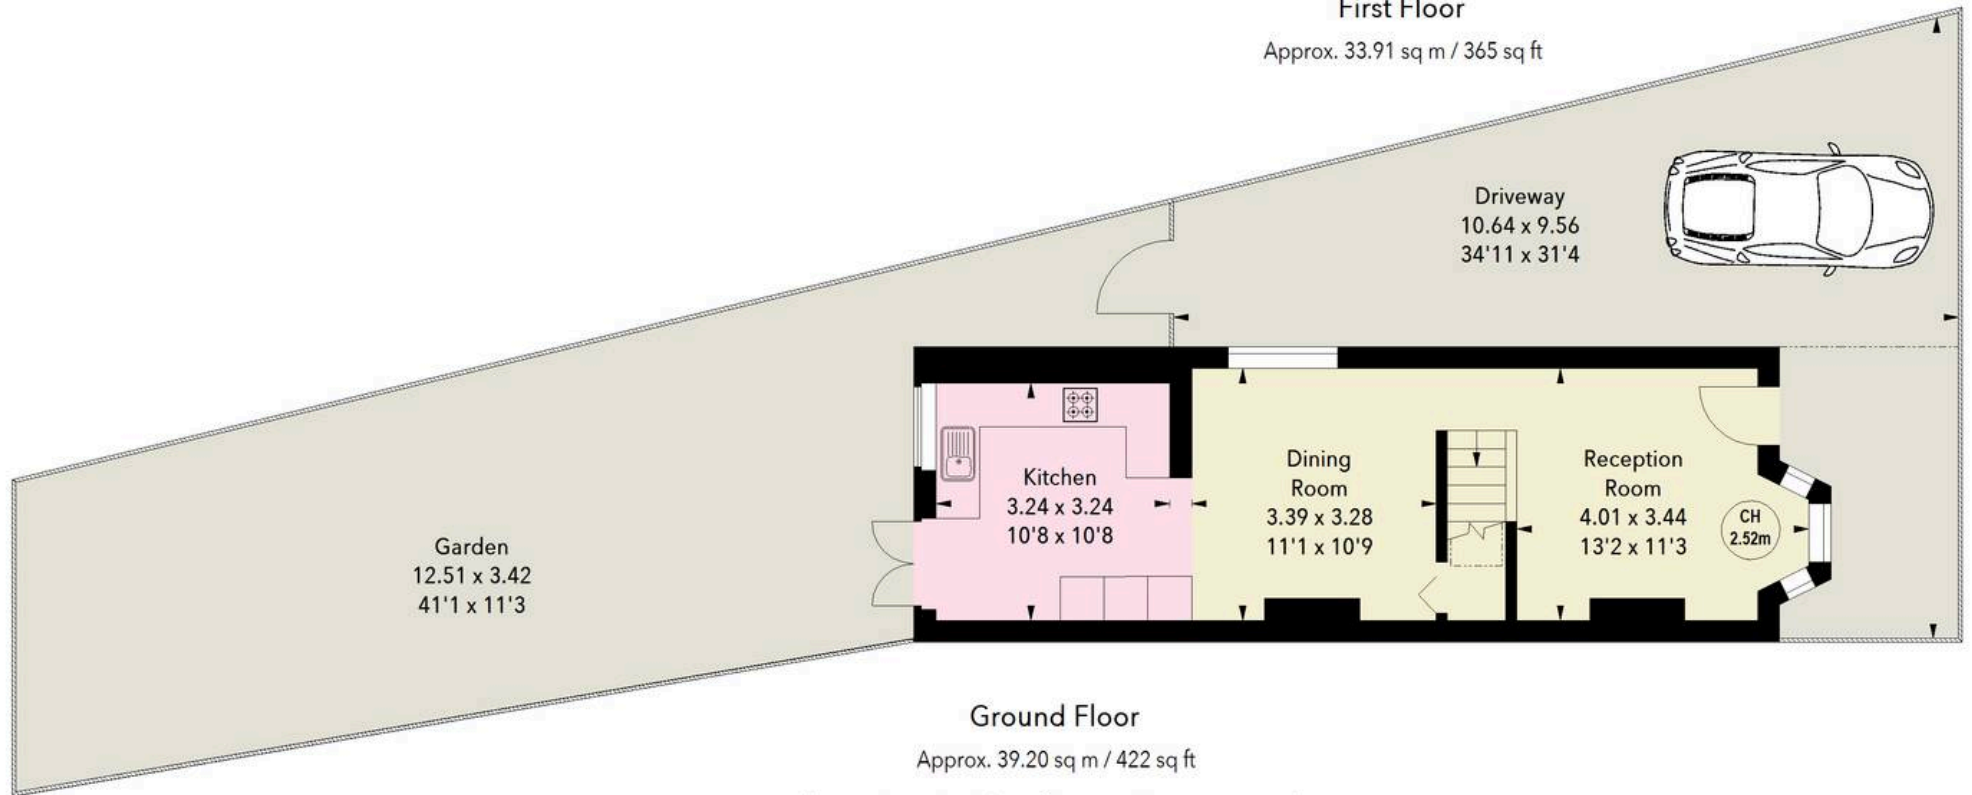 First Floor
Approx. 33.91 sq m / 365 sq ft
Driveway
10.64 x 9.56
34'11 x 31'4
Kitchen
3.24 x 3.24
10'8 x 10'8
Dining
Room
3.39 x 3.28
11'1 x 10'9
Reception
Room
4.01 x 3.44
13'2 x 11'3
CH
2.52m
Garden
12.51 x 3.42
41'1 x 11'3
Ground Floor
Approx. 39.20 sq m / 422 sq ft